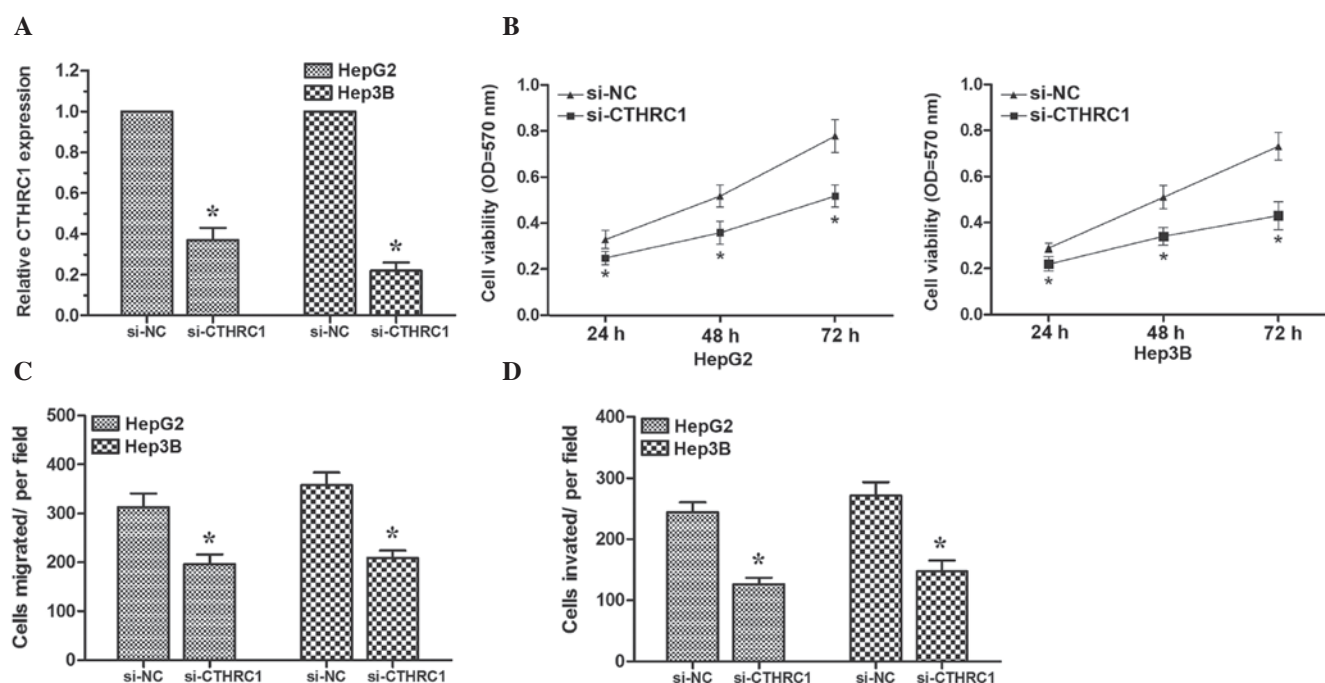 A
Relative CTHRC1 expression
1.2
1.0
0.8
0.6
0.4
0.2
0.0
HepG2
Hep3B
*
*
si-NC
si-CTHRC1
si-NC
si-CTHRC1
B
Cell viability (OD=570 nm)
1.0
0.8
0.6
0.4
0.2
0.0
si-NC
si-CTHRC1
*
*
*
24 h
48 h
72 h
HepG2
Cell viability (OD=570 nm)
1.0
0.8
0.6
0.4
0.2
0.0
si-NC
si-CTHRC1
*
*
*
24 h
48 h
72 h
Hep3B
C
Cells migrated/ per field
500
400
300
200
100
0
HepG2
Hep3B
*
*
si-NC
si-CTHRC1
si-NC
si-CTHRC1
D
Cells invated/ per field
400
300
200
100
0
HepG2
Hep3B
*
*
si-NC
si-CTHRC1
si-NC
si-CTHRC1